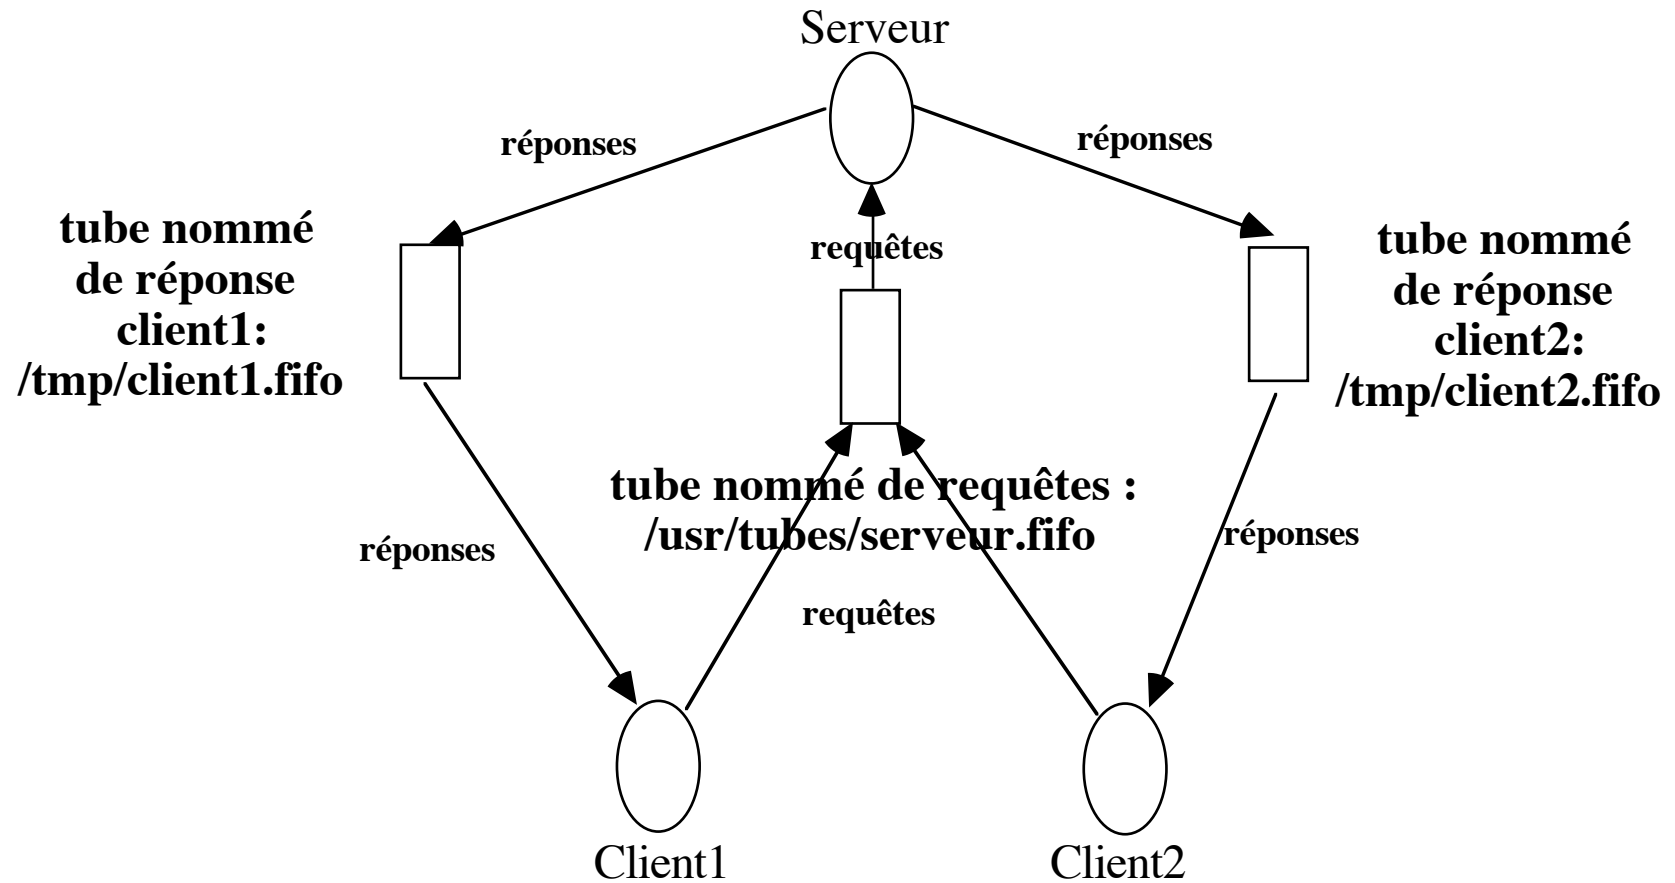 Serveur
réponses
réponses
tube nommé
de réponse
client1:
/tmp/client1.fifo
requêtes
tube nommé
de réponse
client2:
/tmp/client2.fifo
tube nommé de requêtes :
/usr/tubes/serveur.fifo
réponses
réponses
requêtes
Client1
Client2